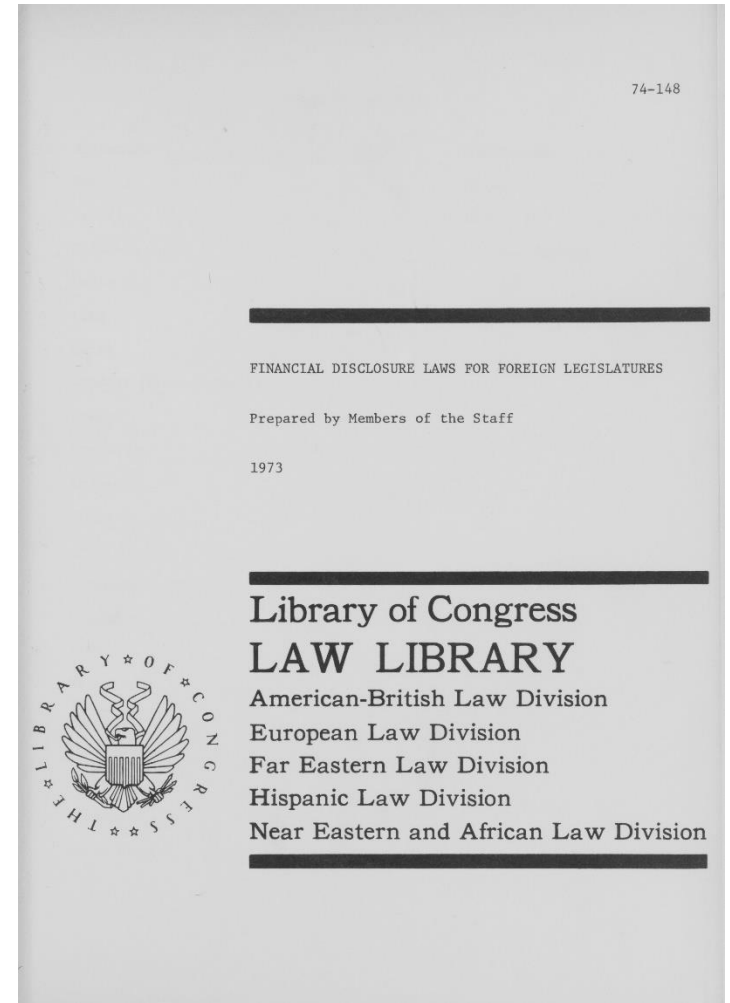 74-148
FINANCIAL DISCLOSURE LAWS FOR FOREIGN LEGISLATURES
Prepared by Members of the Staff
1973
Library of Congress
LAW LIBRARY
American-British Law Division
European Law Division
Far Eastern Law Division
Hispanic Law Division
Near Eastern and African Law Division
THE ☆ LIBRARY ☆ OF ☆ CONGRESS ☆ ☆